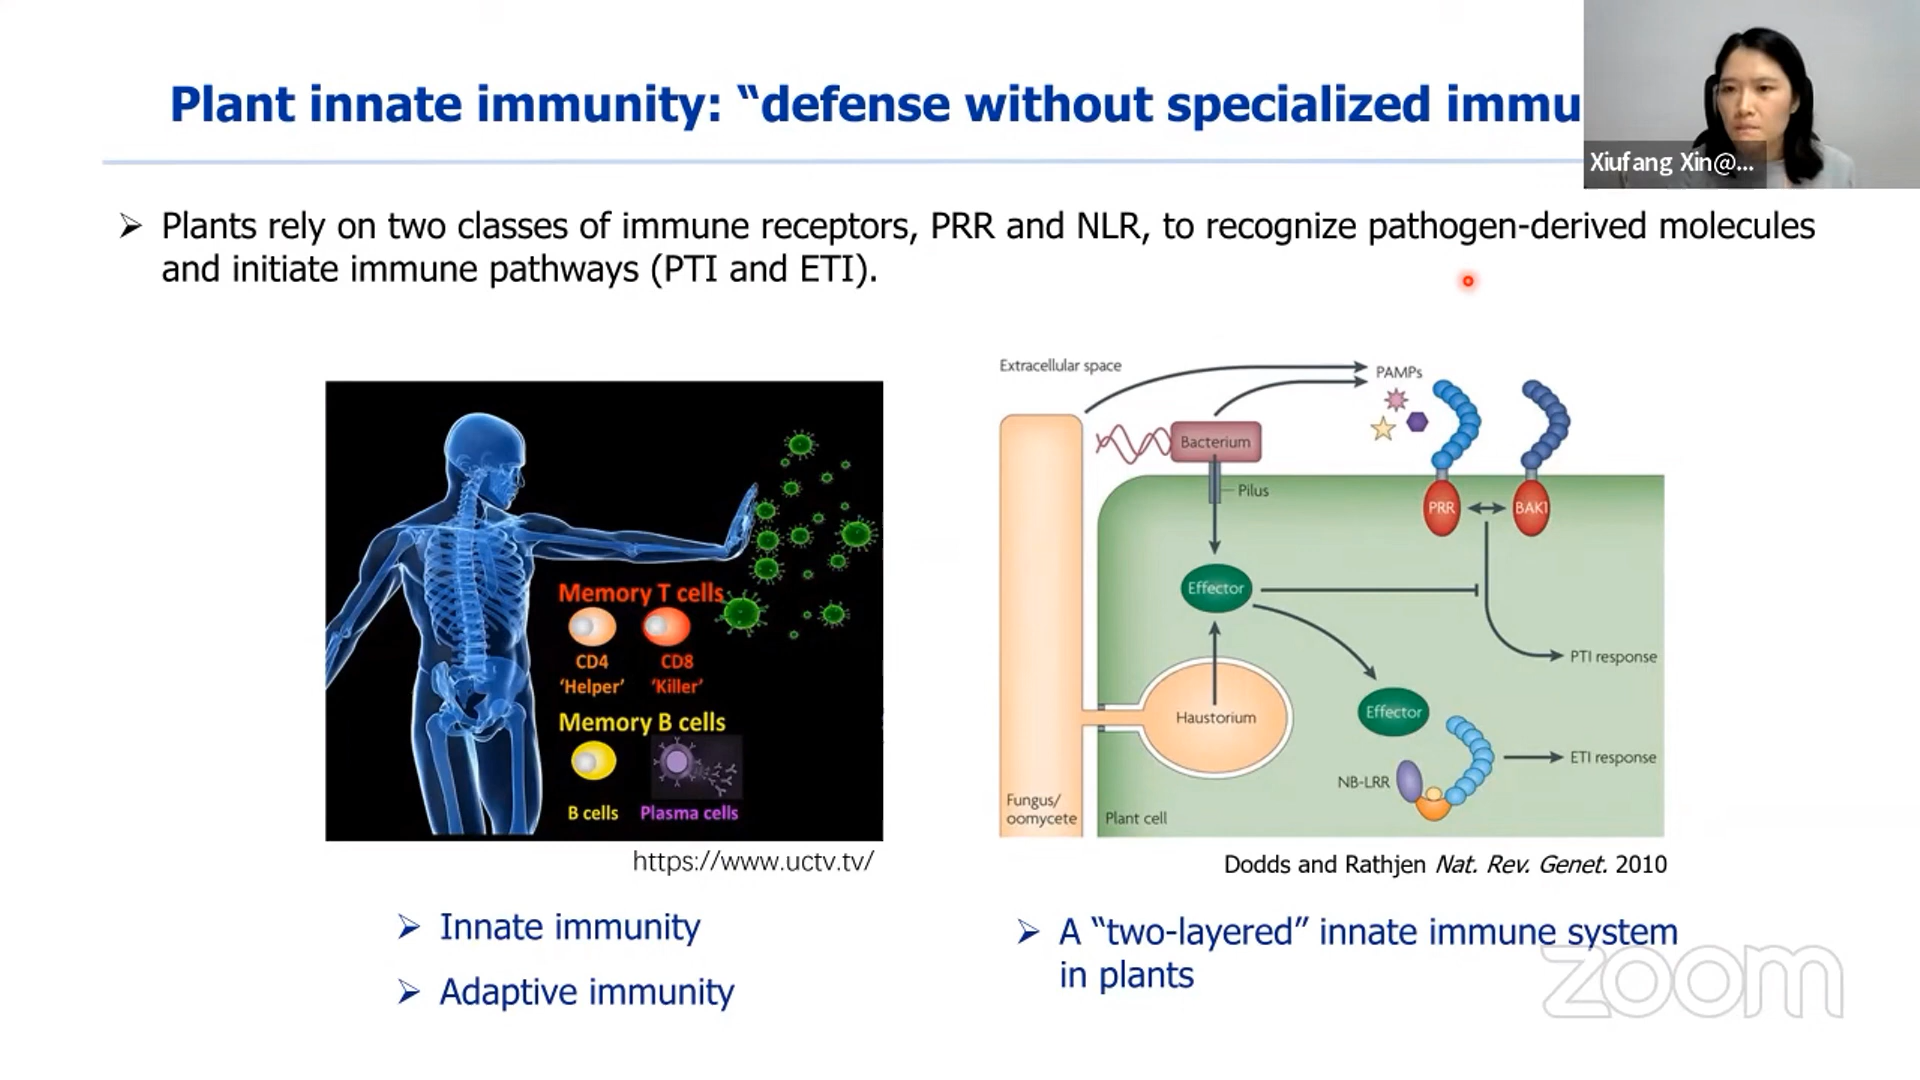 Plant innate immunity: “defense without specialized immu
Xiufang Xin@...
➢ Plants rely on two classes of immune receptors, PRR and NLR, to recognize pathogen-derived molecules
and initiate immune pathways (PTI and ETI).
Memory T cells
CD4 CD8
‘Helper’ ‘Killer’
Memory B cells
B cells Plasma cells
https://www.uctv.tv/
➢ Innate immunity
➢ Adaptive immunity
Extracellular space
PAMPs
Bacterium
Pilus
PRR
BAK1
Effector
PTI response
Haustorium
Effector
NB-LRR
ETI response
Fungus/
oomycete
Plant cell
Dodds and Rathjen Nat. Rev. Genet. 2010
➢ A “two-layered” innate immune system
in plants
zoom